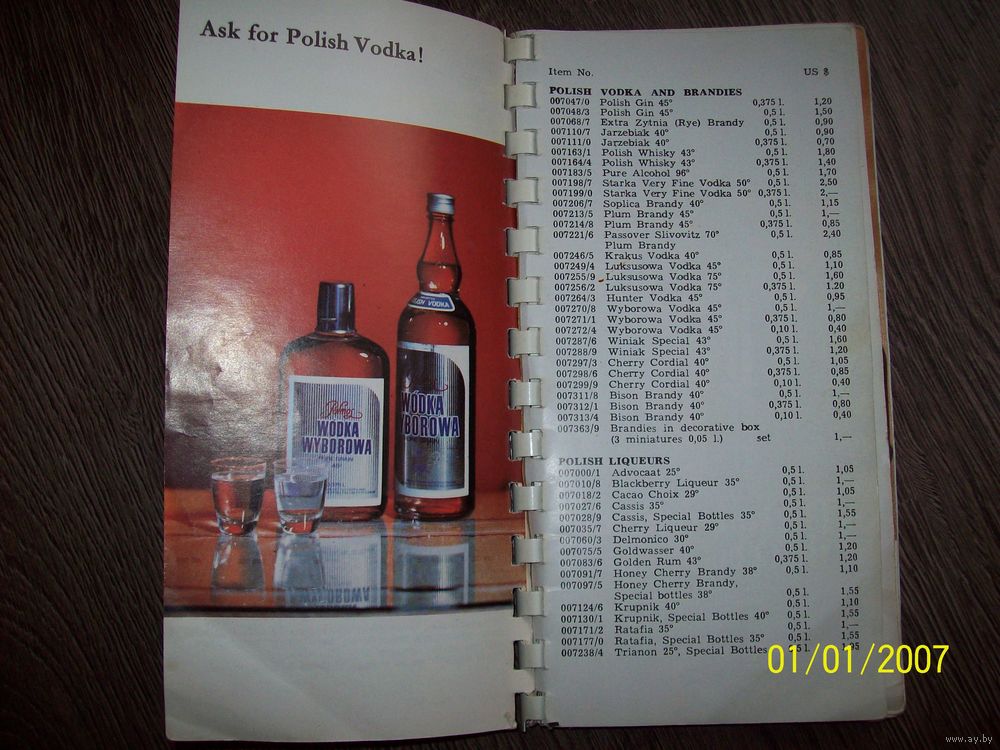 Ask for Polish Vodka!
POLISH VODKA
Polmos
WÓDKA
WYBOROWA
WÓDKA
WYBOROWA
Item No. US $
POLISH VODKA AND BRANDIES
007047/0 Polish Gin 45° 0,375 l. 1,20
007048/3 Polish Gin 45° 0,5 l. 1,50
007068/7 Extra Zytnia (Rye) Brandy 0,5 l. 0,90
007110/7 Jarzebiak 40° 0,5 l. 0,90
007111/0 Jarzebiak 40° 0,375 l. 0,70
007163/1 Polish Whisky 43° 0,5 l. 1,80
007164/4 Polish Whisky 43° 0,375 l. 1,40
007183/5 Pure Alcohol 96° 0,5 l. 1,70
007198/7 Starka Very Fine Vodka 50° 0,5 l. 2,50
007199/0 Starka Very Fine Vodka 50° 0,375 l. 2,—
007206/7 Soplica Brandy 40° 0,5 l. 1,15
007213/5 Plum Brandy 45° 0,5 l. 1,—
007214/8 Plum Brandy 45° 0,375 l. 0,85
007221/6 Passover Slivovitz 70° 0,5 l. 2,40
Plum Brandy
007246/5 Krakus Vodka 40° 0,5 l. 0,85
007249/4 Luksusowa Vodka 45° 0,5 l. 1,10
007255/9 Luksusowa Vodka 75° 0,5 l. 1,60
007256/2 Luksusowa Vodka 75° 0,375 l. 1.20
007264/3 Hunter Vodka 45° 0,5 l. 0,95
007270/8 Wyborowa Vodka 45° 0,5 l. 1,—
007271/1 Wyborowa Vodka 45° 0,375 l. 0,80
007272/4 Wyborowa Vodka 45° 0,10 l. 0,40
007287/6 Winiak Special 43° 0,5 l. 1,60
007288/9 Winiak Special 43° 0,375 l. 1,20
007297/3 Cherry Cordial 40° 0,5 l. 1,05
007298/6 Cherry Cordial 40° 0,375 l. 0,85
007299/9 Cherry Cordial 40° 0,10 l. 0,40
007311/8 Bison Brandy 40° 0,5 l. 1,—
007312/1 Bison Brandy 40° 0,375 l. 0,80
007313/4 Bison Brandy 40° 0,10 l. 0,40
007363/9 Brandies in decorative box
(3 miniatures 0,05 l.) set 1,—
POLISH LIQUEURS
007000/1 Advocaat 25° 0,5 l. 1,05
007010/8 Blackberry Liqueur 35° 0,5 l. 1,—
007018/2 Cacao Choix 29° 0,5 l. 1,05
007027/6 Cassis 35° 0,5 l. 1,—
007028/9 Cassis, Special Bottles 35° 0,5 l. 1,55
007035/7 Cherry Liqueur 29° 0,5 l. 1,—
007060/3 Delmonico 30° 0,5 l. 1,—
007075/5 Goldwasser 40° 0,5 l. 1,20
007083/6 Golden Rum 43° 0,375 l. 1,20
007091/7 Honey Cherry Brandy 38° 0,5 l. 1,10
007097/5 Honey Cherry Brandy,
Special bottles 38° 0,5 l. 1,55
007124/6 Krupnik 40° 0,5 l. 1,10
007130/1 Krupnik, Special Bottles 40° 0,5 l. 1,55
007171/2 Ratafia 35° 0,5 l. 1,—
007177/0 Ratafia, Special Bottles 35° 0,5 l. 1,55
007238/4 Trianon 25°, Special Bottles
01/01/2007
www.ay.by